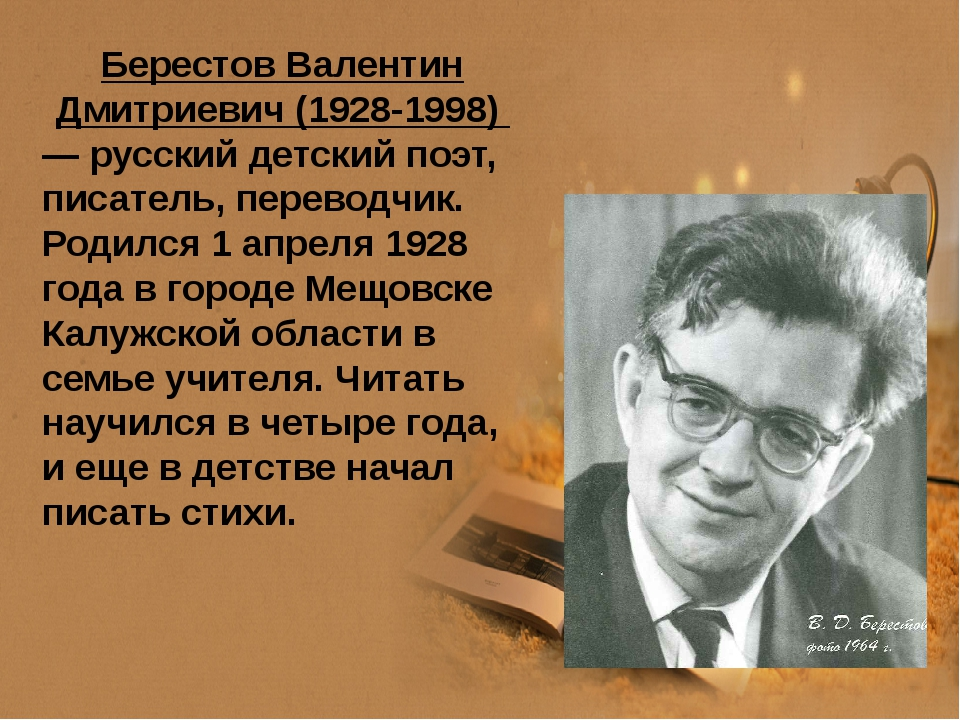 Берестов Валентин
Дмитриевич (1928-1998)
— русский детский поэт,
писатель, переводчик.
Родился 1 апреля 1928
года в городе Мещовске
Калужской области в
семье учителя. Читать
научился в четыре года,
и еще в детстве начал
писать стихи.
В. Д. Берестов
фото 1964 г.